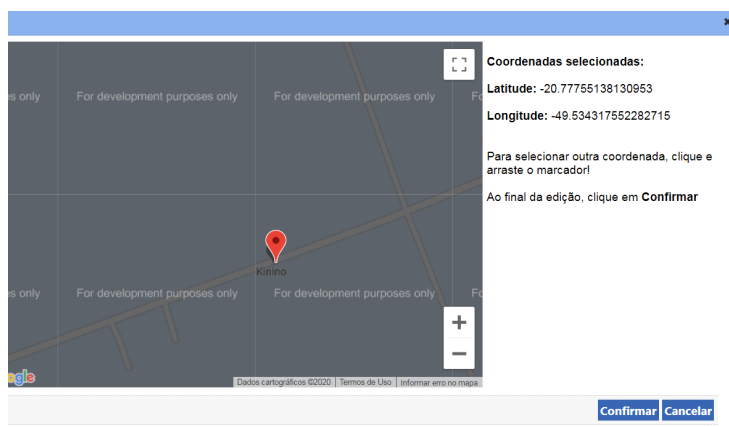 Coordenadas selecionadas:
s only For development purposes only For development purposes only
Latitude: -20.77755138130953
Longitude: -49.534317552282715
Para selecionar outra coordenada, clique e
arraste o marcador!
Ao final da edição, clique em Confirmar
Kinino
s only For development purposes only For development purposes only
ogle
Dados cartográficos ©2020 Termos de Uso Informar erro no mapa
Confirmar Cancelar